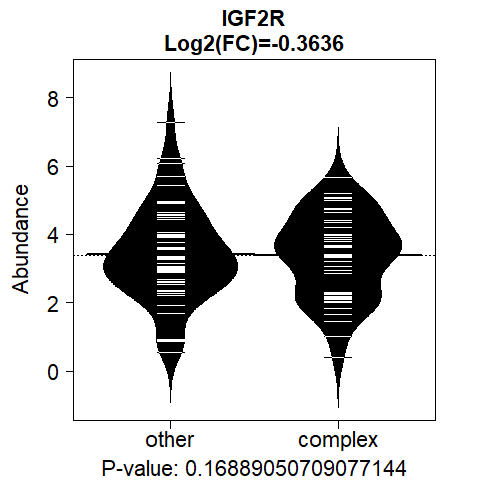 IGF2R
Log2(FC)=-0.3636
Abundance
8
6
4
2
0
other complex
P-value: 0.16889050709077144